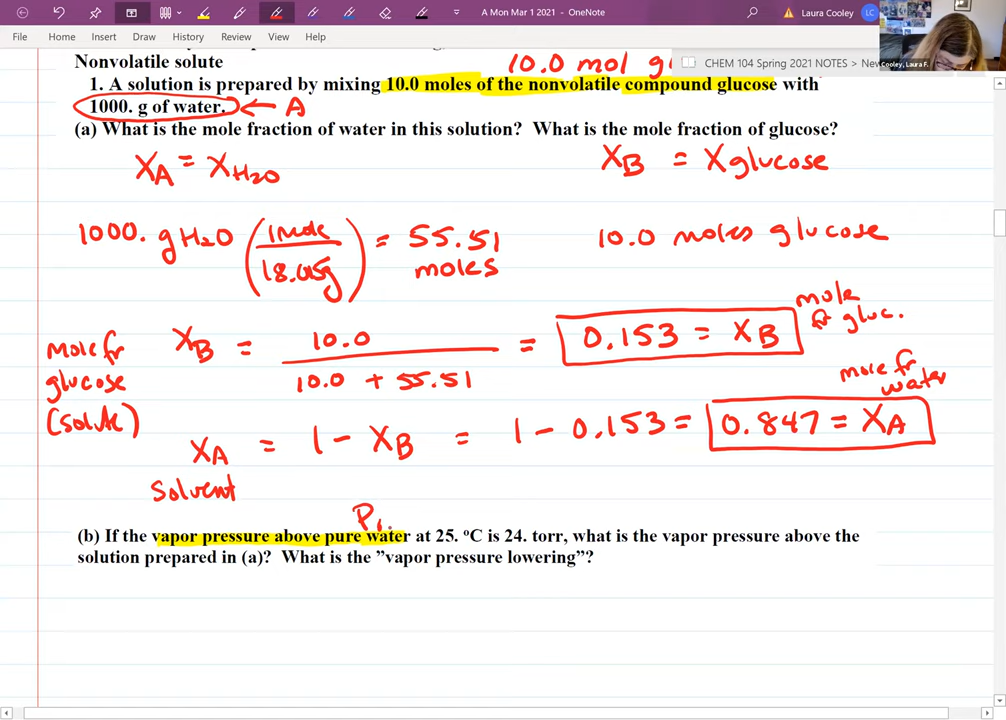 A Mon Mar 1 2021 - OneNote
Laura Cooley
LC
File Home Insert Draw History Review View Help
Cooley, Laura F.
CHEM 104 Spring 2021 NOTES > Nev
Nonvolatile solute
10.0 mol g
1. A solution is prepared by mixing 10.0 moles of the nonvolatile compound glucose with
1000. g of water. ← A
(a) What is the mole fraction of water in this solution? What is the mole fraction of glucose?
XA = XH2O
XB = Xglucose
1000. g H2O (1 mole / 18.015g) = 55.51 moles
10.0 moles glucose
mole fr glucose (solute)
XB = 10.0 / 10.0 + 55.51 = 0.153 = XB
mole fr gluc.
mole fr water
XA = 1 - XB = 1 - 0.153 = 0.847 = XA
solvent
P
(b) If the vapor pressure above pure water at 25. °C is 24. torr, what is the vapor pressure above the
solution prepared in (a)? What is the ”vapor pressure lowering”?